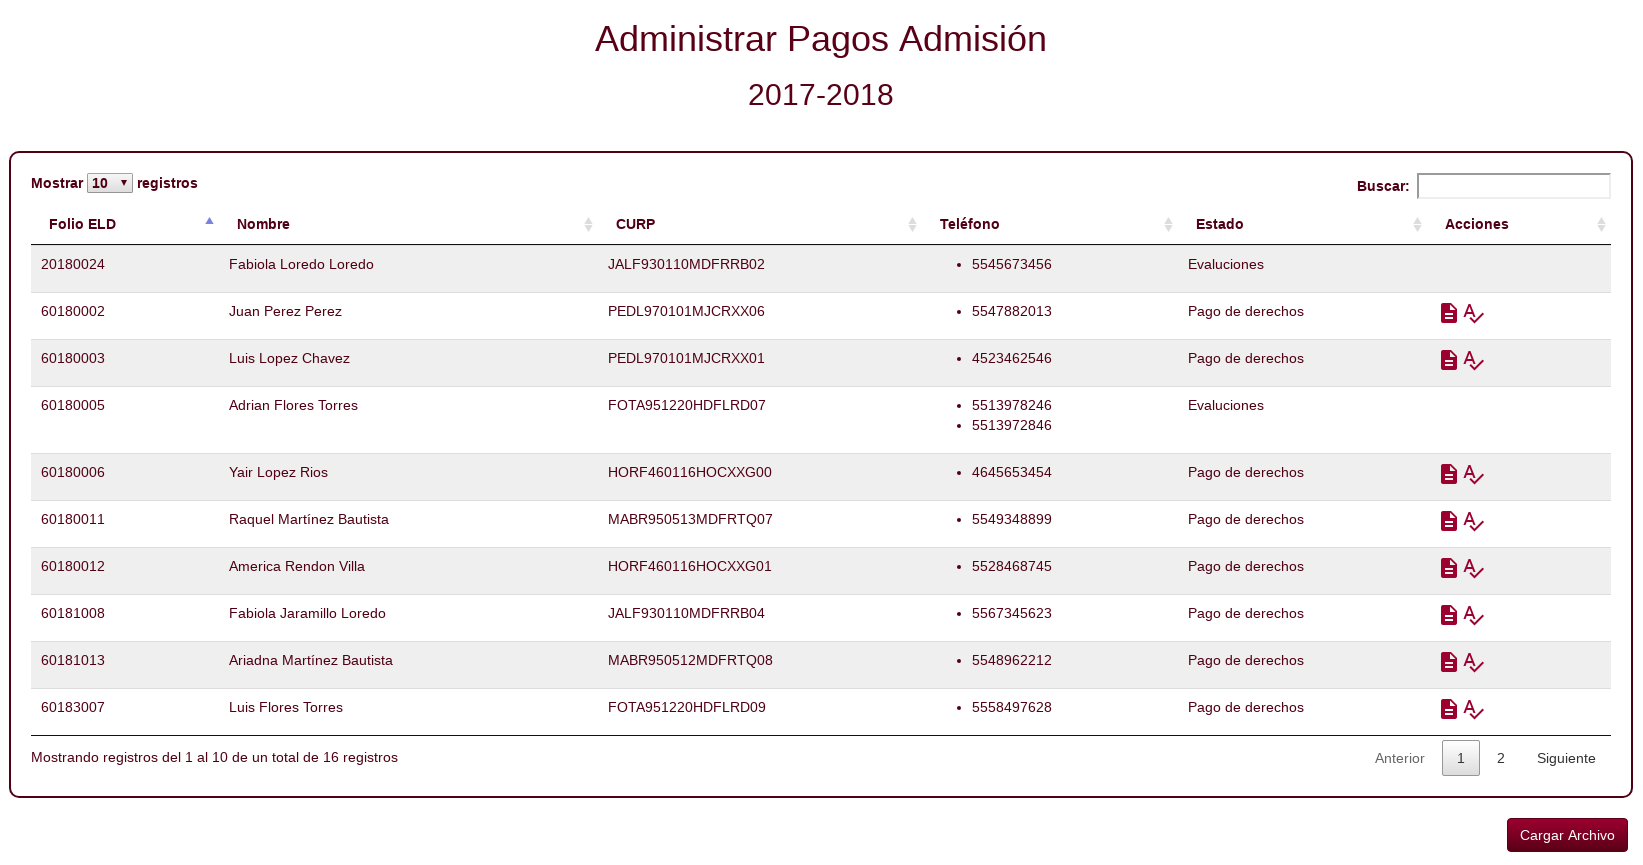 Administrar Pagos Admisión
2017-2018
Mostrar 10 registros Buscar:
Folio ELD Nombre CURP Teléfono Estado Acciones
20180024 Fabiola Loredo Loredo JALF930110MDFRRB02 • 5545673456 Evaluciones
60180002 Juan Perez Perez PEDL970101MJCRXX06 • 5547882013 Pago de derechos
60180003 Luis Lopez Chavez PEDL970101MJCRXX01 • 4523462546 Pago de derechos
60180005 Adrian Flores Torres FOTA951220HDFLRD07 • 5513978246 Evaluciones
• 5513972846
60180006 Yair Lopez Rios HORF460116HOCXXG00 • 4645653454 Pago de derechos
60180011 Raquel Martínez Bautista MABR950513MDFRTQ07 • 5549348899 Pago de derechos
60180012 America Rendon Villa HORF460116HOCXXG01 • 5528468745 Pago de derechos
60181008 Fabiola Jaramillo Loredo JALF930110MDFRRB04 • 5567345623 Pago de derechos
60181013 Ariadna Martínez Bautista MABR950512MDFRTQ08 • 5548962212 Pago de derechos
60183007 Luis Flores Torres FOTA951220HDFLRD09 • 5558497628 Pago de derechos
Mostrando registros del 1 al 10 de un total de 16 registros Anterior 1 2 Siguiente
Cargar Archivo